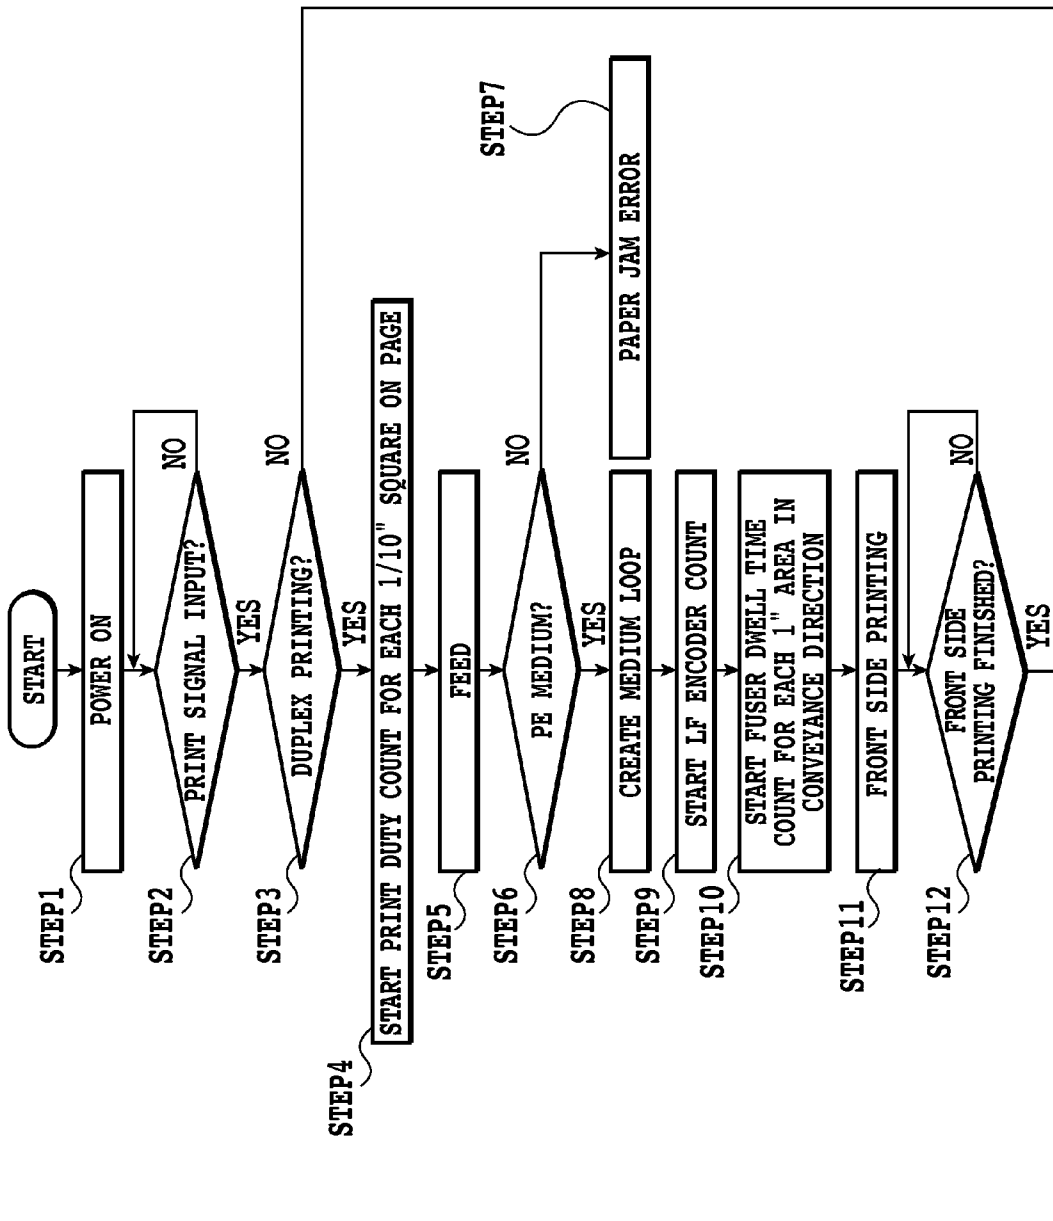 START
POWER ON
STEP1
PRINT SIGNAL INPUT?
NO
STEP2
YES
DUPLEX PRINTING?
NO
STEP3
YES
START PRINT DUTY COUNT FOR EACH 1/10" SQUARE ON PAGE
STEP4
FEED
STEP5
PE MEDIUM?
NO
STEP6
YES
PAPER JAM ERROR
STEP7
CREATE MEDIUM LOOP
STEP8
START LF ENCODER COUNT
STEP9
START FUSER DWELL TIME
COUNT FOR EACH 1" AREA IN
CONVEYANCE DIRECTION
STEP10
FRONT SIDE PRINTING
STEP11
FRONT SIDE
PRINTING FINISHED?
NO
STEP12
YES